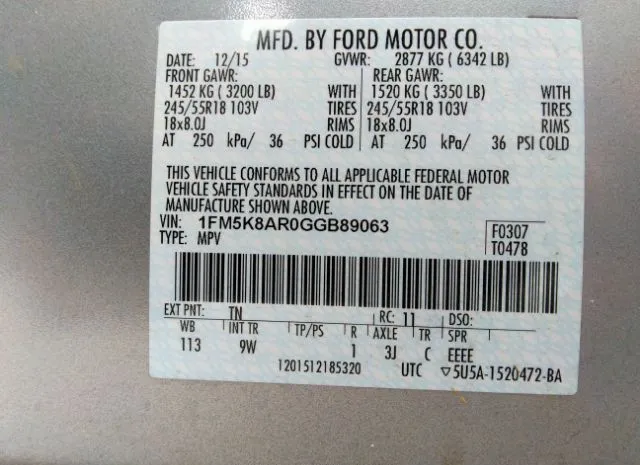 MFD. BY FORD MOTOR CO.
DATE: 12/15 GVWR: 2877 KG ( 6342 LB)
FRONT GAWR: REAR GAWR:
1452 KG ( 3200 LB) WITH 1520 KG ( 3350 LB) WITH
245/55R18 103V TIRES 245/55R18 103V TIRES
18x8.0J RIMS 18x8.0J RIMS
AT 250 kPa/ 36 PSI COLD AT 250 kPa/ 36 PSI COLD
THIS VEHICLE CONFORMS TO ALL APPLICABLE FEDERAL MOTOR
VEHICLE SAFETY STANDARDS IN EFFECT ON THE DATE OF
MANUFACTURE SHOWN ABOVE.
VIN: 1FM5K8AR0GGB89063 F0307
TYPE: MPV T0478
EXT PNT: TN RC: 11 DSO:
WB INT TR TP/PS R AXLE TR SPR
113 9W 1 3J C EEEE
1201512185320 UTC ▽5U5A-1520472-BA